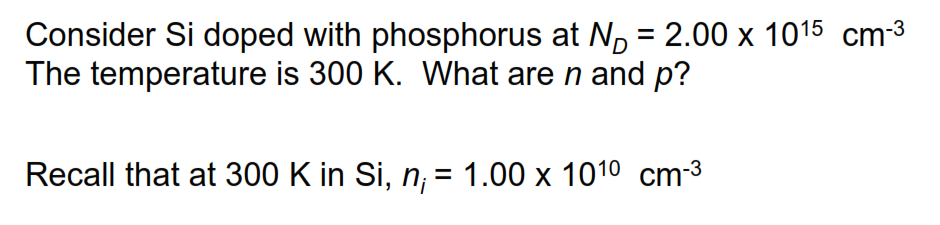 Consider Si doped with phosphorus at N_D = 2.00 x 10^15 cm^-3
The temperature is 300 K. What are n and p?
Recall that at 300 K in Si, n_i = 1.00 x 10^10 cm^-3